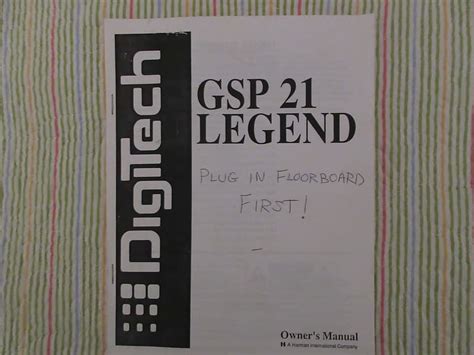 DigiTech
GSP 21
LEGEND
PLUG IN FLOORBOARD
FIRST!
Owner's Manual
A Harman International Company